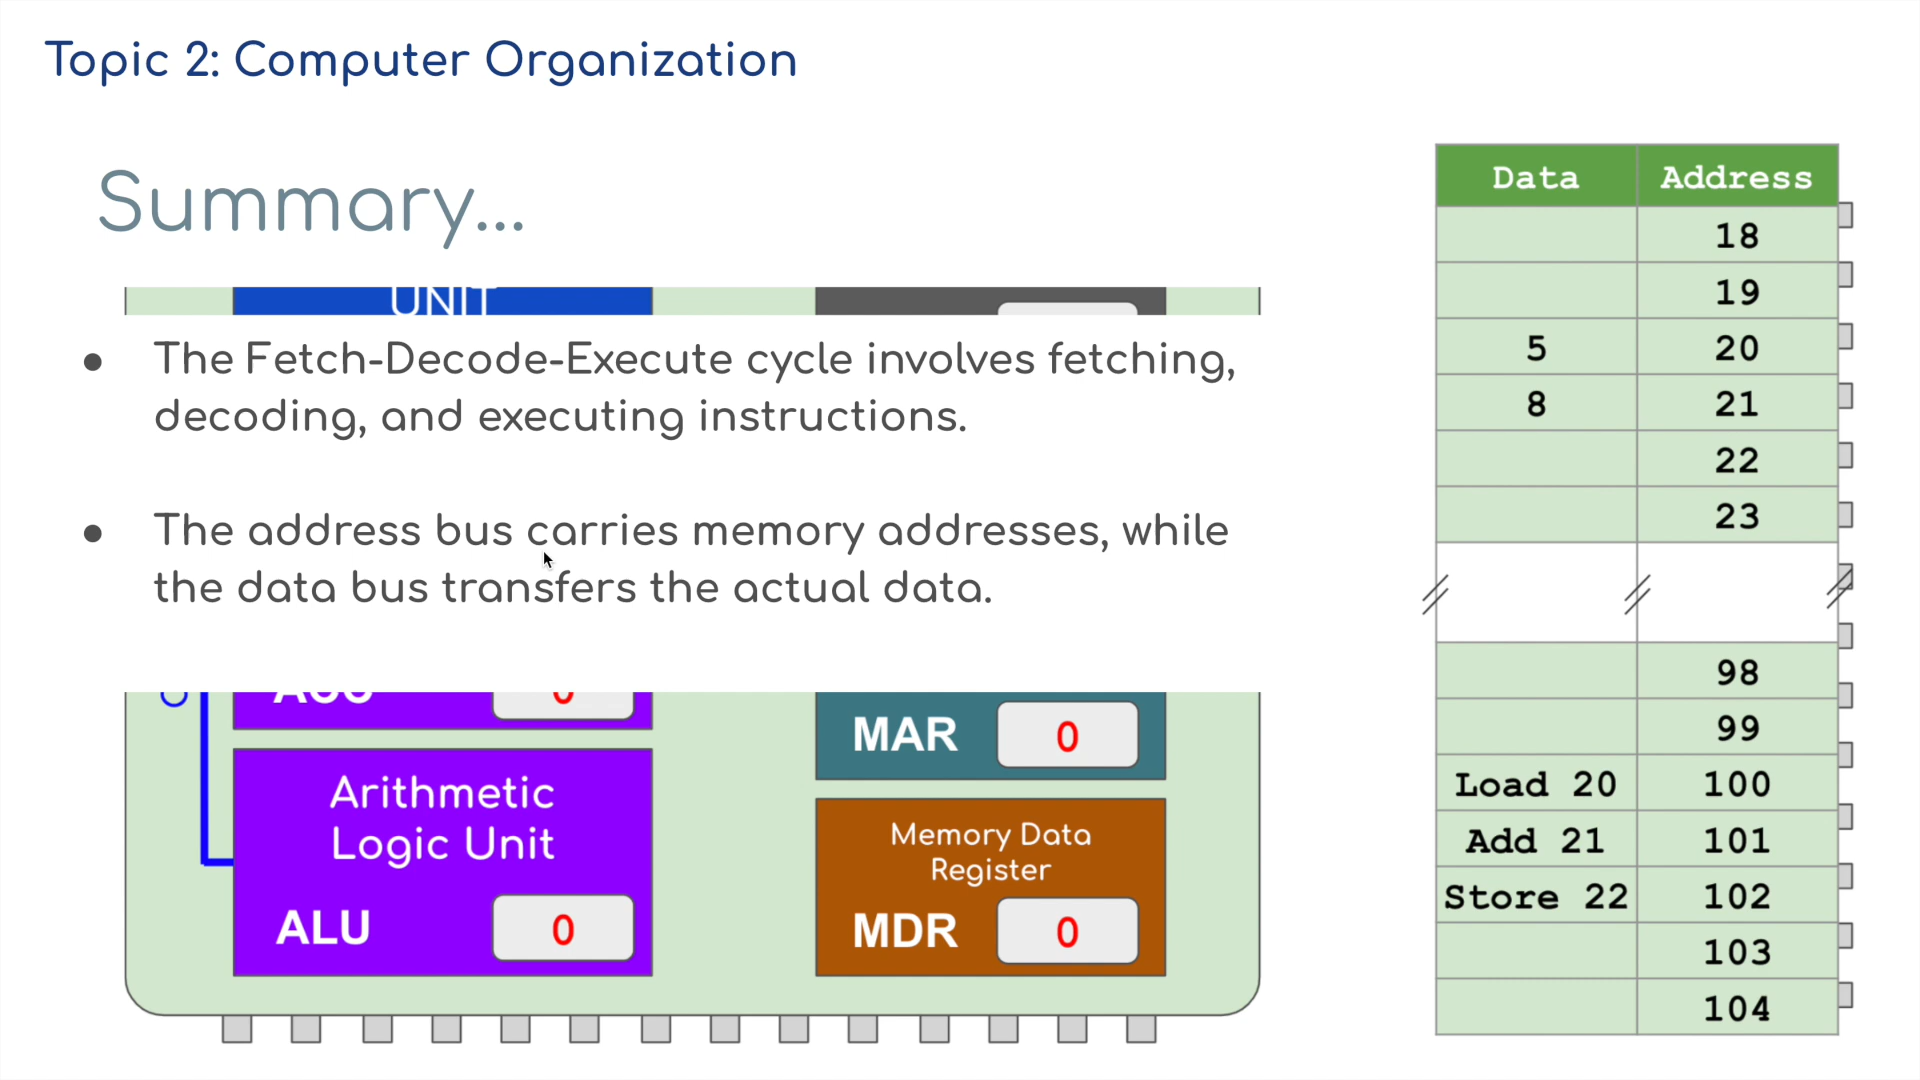 Topic 2: Computer Organization
Summary...
UNIT
● The Fetch-Decode-Execute cycle involves fetching,
decoding, and executing instructions.
● The address bus carries memory addresses, while
the data bus transfers the actual data.
ACC 0
Arithmetic
Logic Unit
ALU 0
MAR 0
Memory Data
Register
MDR 0
Data Address
18
19
5 20
8 21
22
23
98
99
Load 20 100
Add 21 101
Store 22 102
103
104